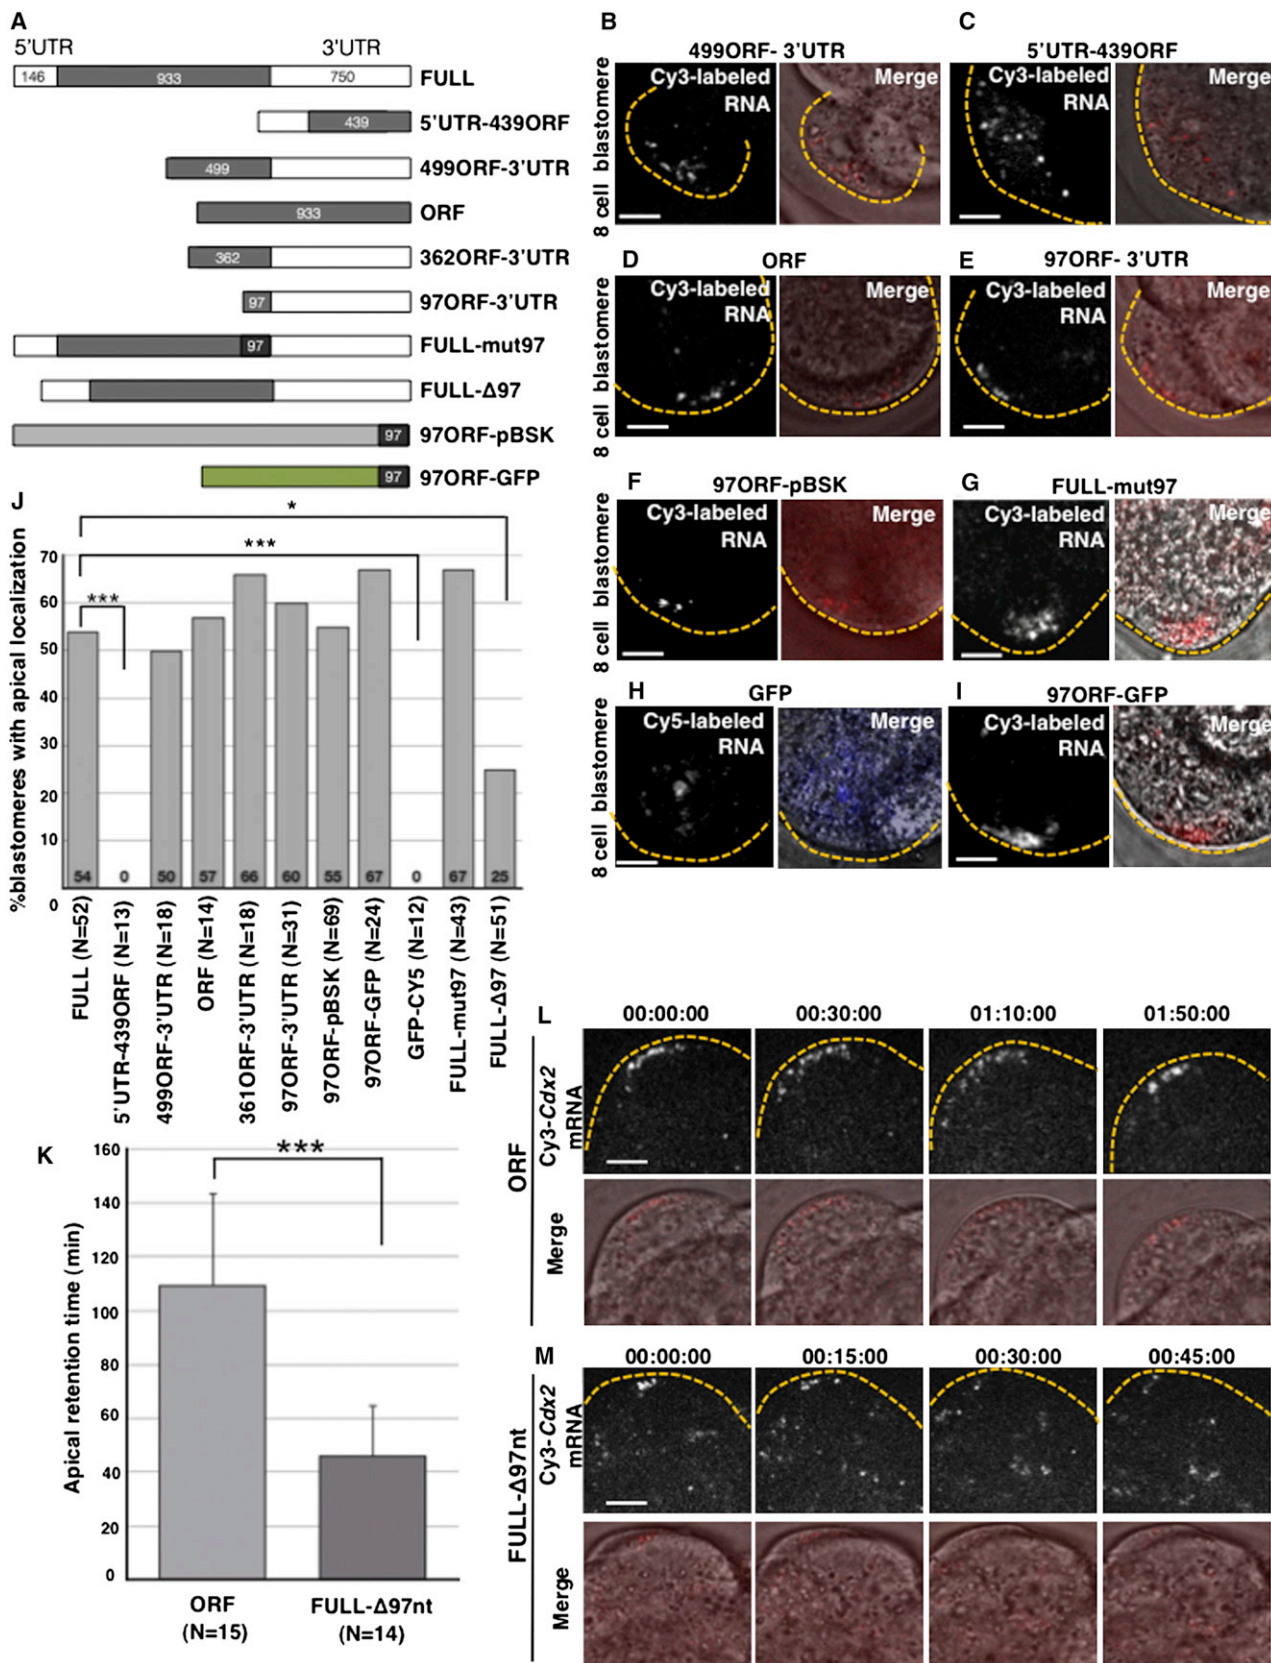 A
5'UTR 3'UTR
146 933 750 FULL
439 5'UTR-439ORF
499 499ORF-3'UTR
933 ORF
362 362ORF-3'UTR
97 97ORF-3'UTR
97 FULL-mut97
FULL-Δ97
97 97ORF-pBSK
97 97ORF-GFP
B
499ORF- 3'UTR
8 cell blastomere
Cy3-labeled RNA
Merge
C
5'UTR-439ORF
Cy3-labeled RNA
Merge
D
ORF
8 cell blastomere
Cy3-labeled RNA
Merge
E
97ORF- 3'UTR
Cy3-labeled RNA
Merge
F
97ORF-pBSK
8 cell blastomere
Cy3-labeled RNA
Merge
G
FULL-mut97
Cy3-labeled RNA
Merge
H
GFP
8 cell blastomere
Cy5-labeled RNA
Merge
I
97ORF-GFP
Cy3-labeled RNA
Merge
J
%blastomeres with apical localization
70
60
50
40
30
20
10
0
*
***
***
54 0 50 57 66 60 55 67 0 67 25
FULL (N=52)
5'UTR-439ORF (N=13)
499ORF-3'UTR (N=18)
ORF (N=14)
361ORF-3'UTR (N=18)
97ORF-3'UTR (N=31)
97ORF-pBSK (N=69)
97ORF-GFP (N=24)
GFP-CY5 (N=12)
FULL-mut97 (N=43)
FULL-Δ97 (N=51)
K
Apical retention time (min)
160
140
120
100
80
60
40
20
0
***
ORF
(N=15)
FULL-Δ97nt
(N=14)
L
00:00:00 00:30:00 01:10:00 01:50:00
ORF
Cy3-Cdx2 mRNA
Merge
M
00:00:00 00:15:00 00:30:00 00:45:00
FULL-Δ97nt
Cy3-Cdx2 mRNA
Merge